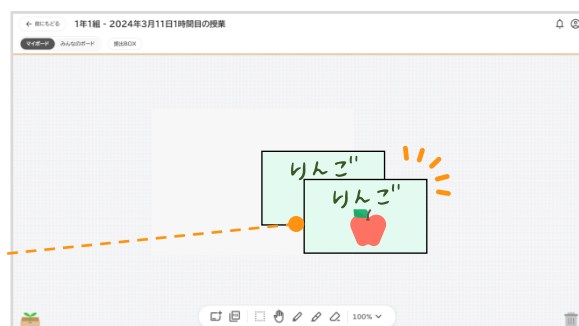 ← 前にもどる 1年1組 - 2024年3月11日1時間目の授業
マイボード みんなのボード 提出BOX
りんご
りんご
100%